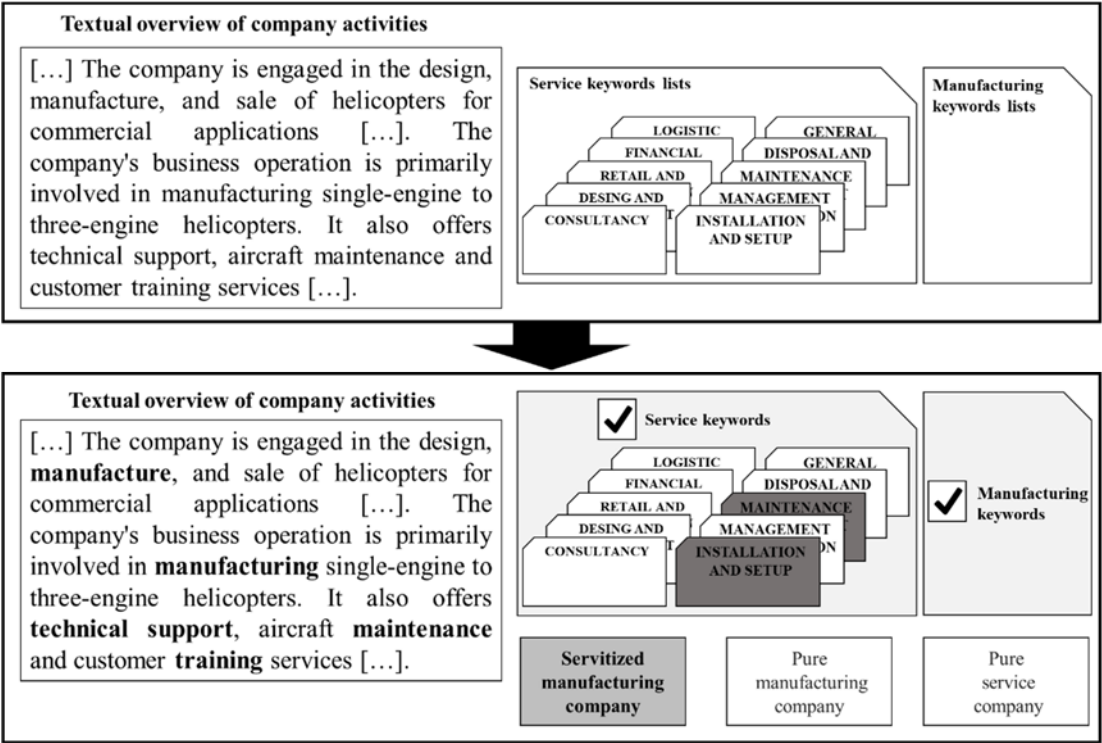 Textual overview of company activities
[…] The company is engaged in the design,
manufacture, and sale of helicopters for
commercial applications […]. The
company's business operation is primarily
involved in manufacturing single-engine to
three-engine helicopters. It also offers
technical support, aircraft maintenance and
customer training services […].
Service keywords lists
LOGISTIC
FINANCIAL
RETAIL AND
DESING AND
CONSULTANCY
GENERAL
DISPOSALAND
MAINTENANCE
MANAGEMENT
INSTALLATION
AND SETUP
Manufacturing
keywords lists
Textual overview of company activities
[…] The company is engaged in the design,
manufacture, and sale of helicopters for
commercial applications […]. The
company's business operation is primarily
involved in manufacturing single-engine to
three-engine helicopters. It also offers
technical support, aircraft maintenance
and customer training services […].
Service keywords
LOGISTIC
FINANCIAL
RETAIL AND
DESING AND
CONSULTANCY
GENERAL
DISPOSALAND
MAINTENANCE
MANAGEMENT
INSTALLATION
AND SETUP
Manufacturing
keywords
Servitized
manufacturing
company
Pure
manufacturing
company
Pure
service
company